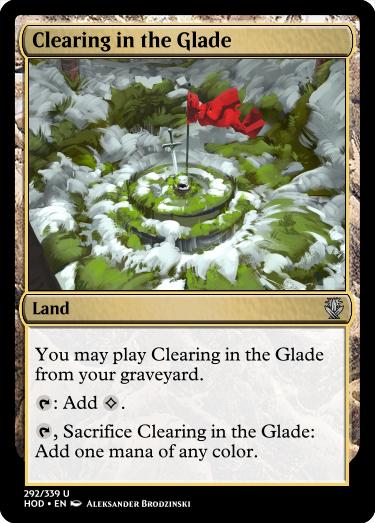 Clearing in the Glade
Land
You may play Clearing in the Glade
from your graveyard.
: Add .
, Sacrifice Clearing in the Glade:
Add one mana of any color.
292/339 U
HOD • EN Aleksander Brodzinski